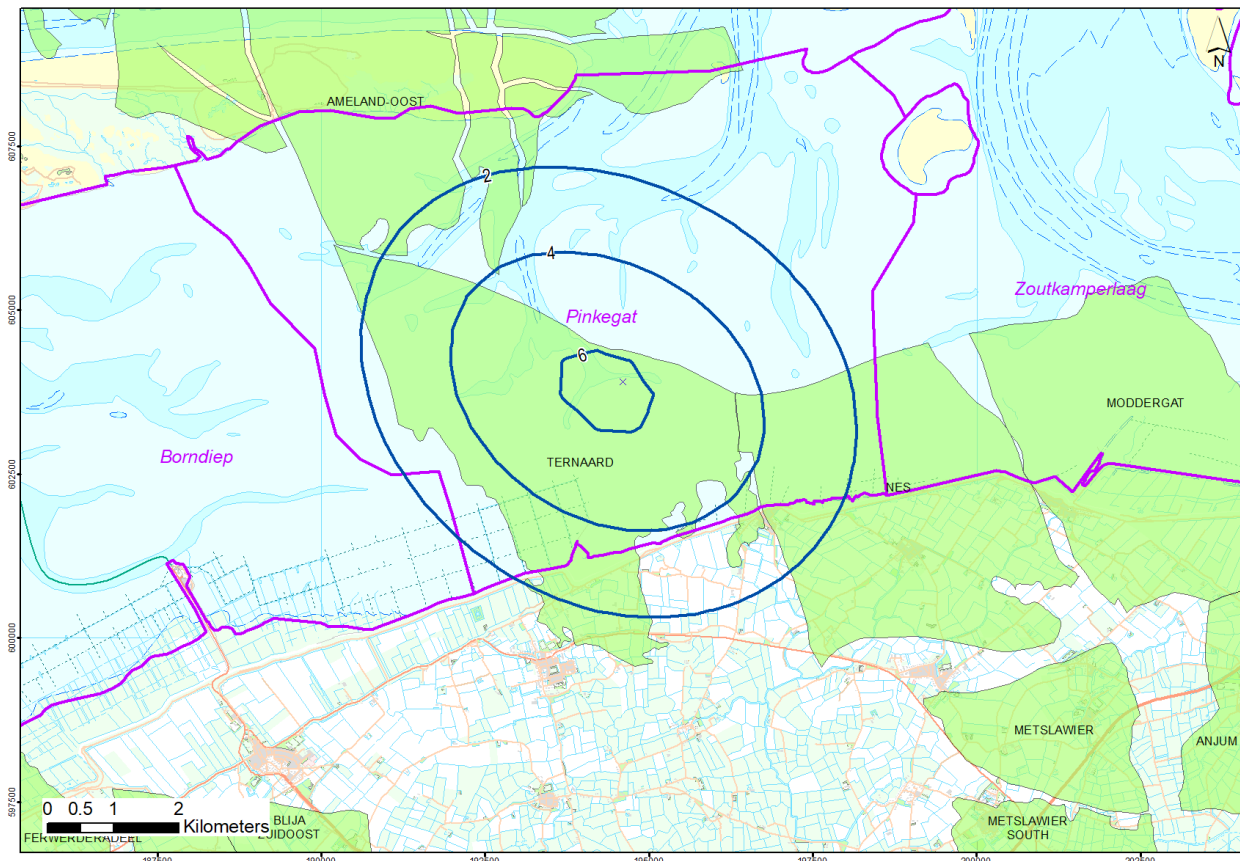 N
AMELAND-OOST
607500
2
4
Zoutkamperlaag
Pinkegat
605000
6
MODDERGAT
Borndiep
TERNAARD
602500
NES
600000
METSLAWIER
ANJUM
597500
0 0.5 1 2
Kilometers
BLIJA
ZUIDOOST
METSLAWIER
SOUTH
FERWERDERADEEL